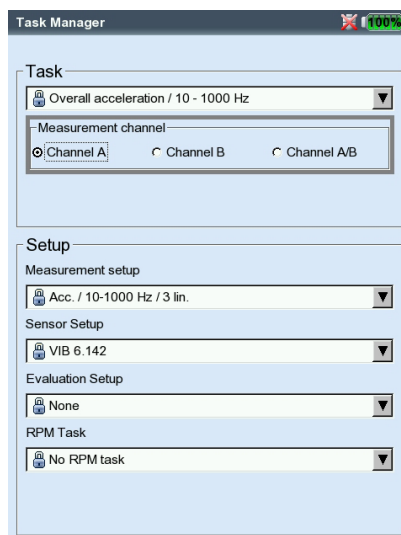 Task Manager 100%
Task
Overall acceleration / 10 - 1000 Hz
Measurement channel
Channel A Channel B Channel A/B
Setup
Measurement setup
Acc. / 10-1000 Hz / 3 lin.
Sensor Setup
VIB 6.142
Evaluation Setup
None
RPM Task
No RPM task